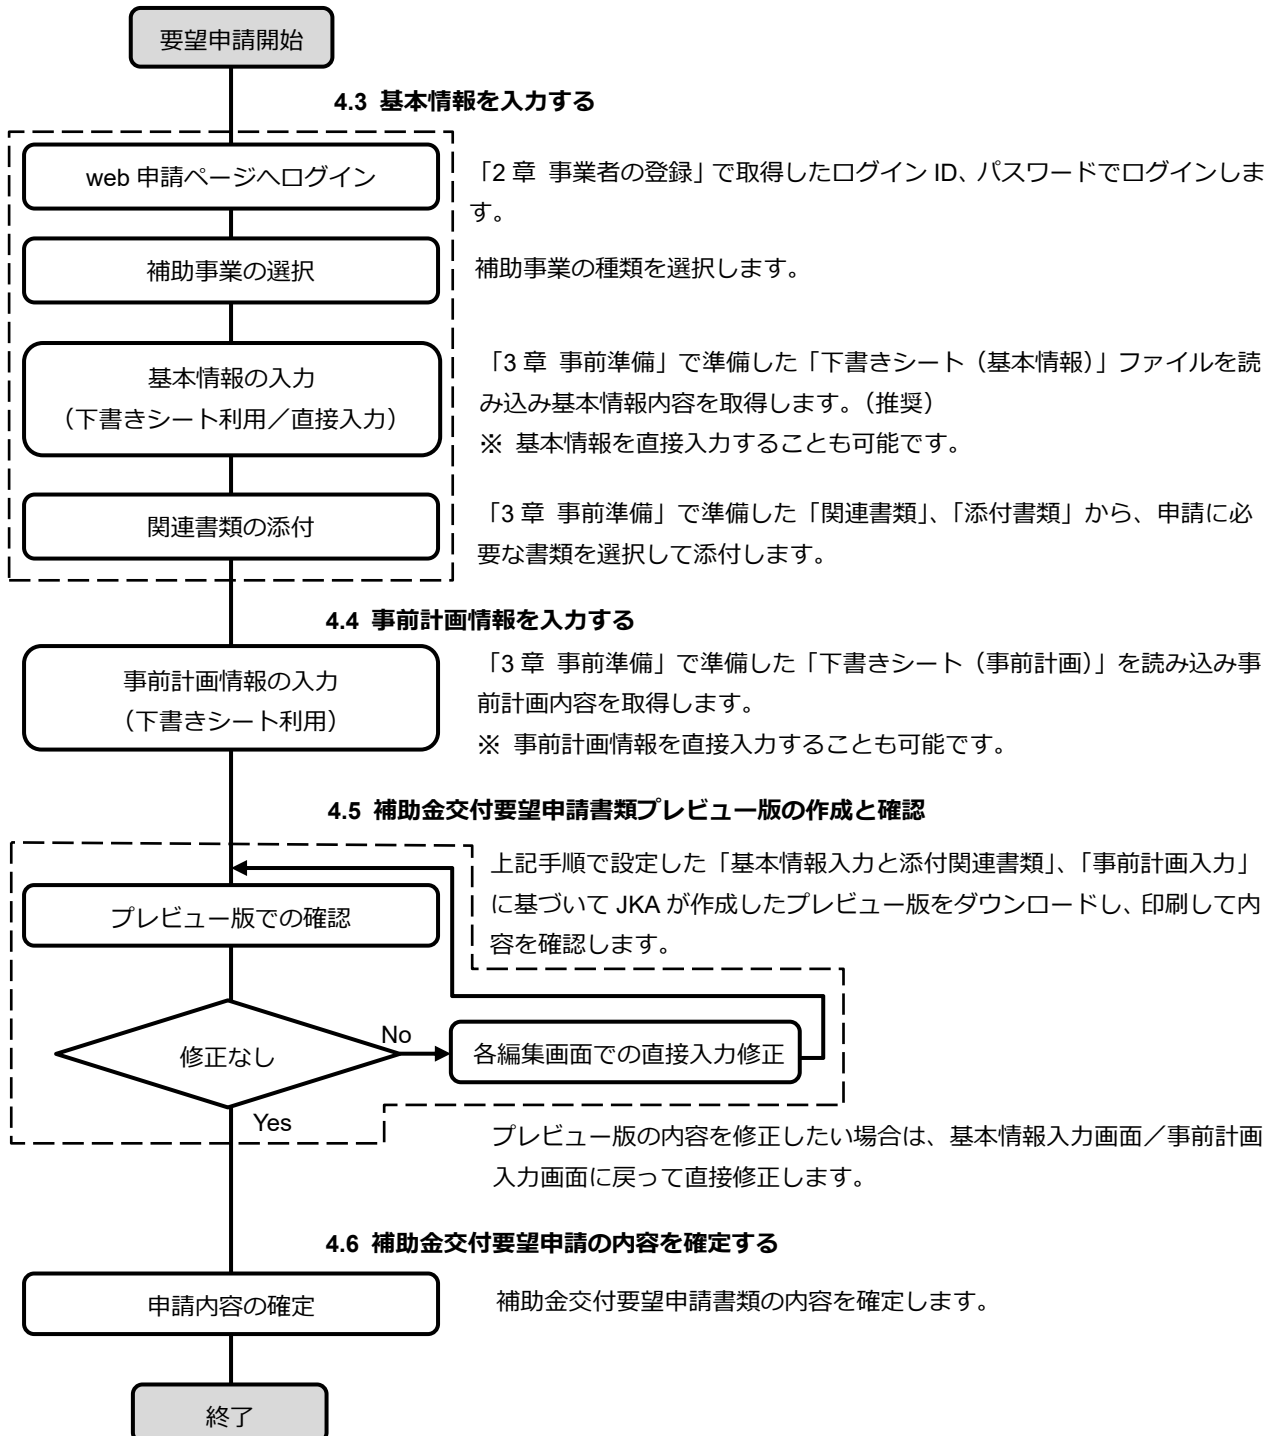 要望申請開始
4.3 基本情報を入力する
web 申請ページへログイン
「2 章 事業者の登録」で取得したログイン ID、パスワードでログインしま
す。
補助事業の選択
補助事業の種類を選択します。
基本情報の入力
（下書きシート利用／直接入力）
「3 章 事前準備」で準備した「下書きシート（基本情報）」ファイルを読
み込み基本情報内容を取得します。（推奨）
※ 基本情報を直接入力することも可能です。
関連書類の添付
「3 章 事前準備」で準備した「関連書類」、「添付書類」から、申請に必
要な書類を選択して添付します。
4.4 事前計画情報を入力する
事前計画情報の入力
（下書きシート利用）
「3 章 事前準備」で準備した「下書きシート（事前計画）」を読み込み事
前計画内容を取得します。
※ 事前計画情報を直接入力することも可能です。
4.5 補助金交付要望申請書類プレビュー版の作成と確認
上記手順で設定した「基本情報入力と添付関連書類」、「事前計画入力」
に基づいて JKA が作成したプレビュー版をダウンロードし、印刷して内
容を確認します。
プレビュー版での確認
修正なし
No
各編集画面での直接入力修正
Yes
プレビュー版の内容を修正したい場合は、基本情報入力画面／事前計画
入力画面に戻って直接修正します。
4.6 補助金交付要望申請の内容を確定する
申請内容の確定
補助金交付要望申請書類の内容を確定します。
終了